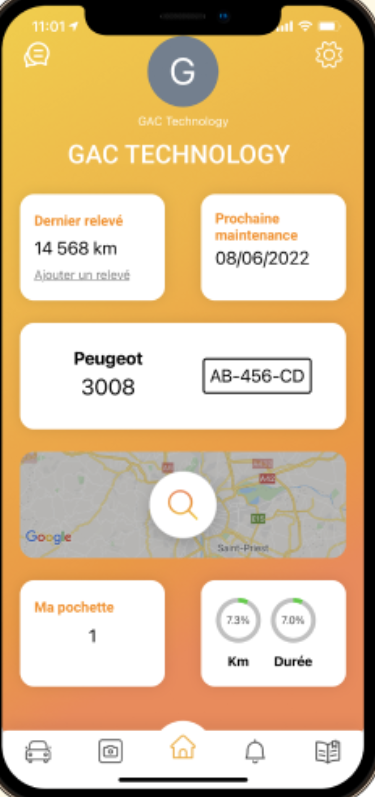 11:01
G
GAC Technology
GAC TECHNOLOGY
Dernier relevé
14 568 km
Ajouter un relevé
Prochaine
maintenance
08/06/2022
Peugeot
3008
AB-456-CD
Google
Saint-Priest
Ma pochette
1
7.3%
7.0%
Km
Durée